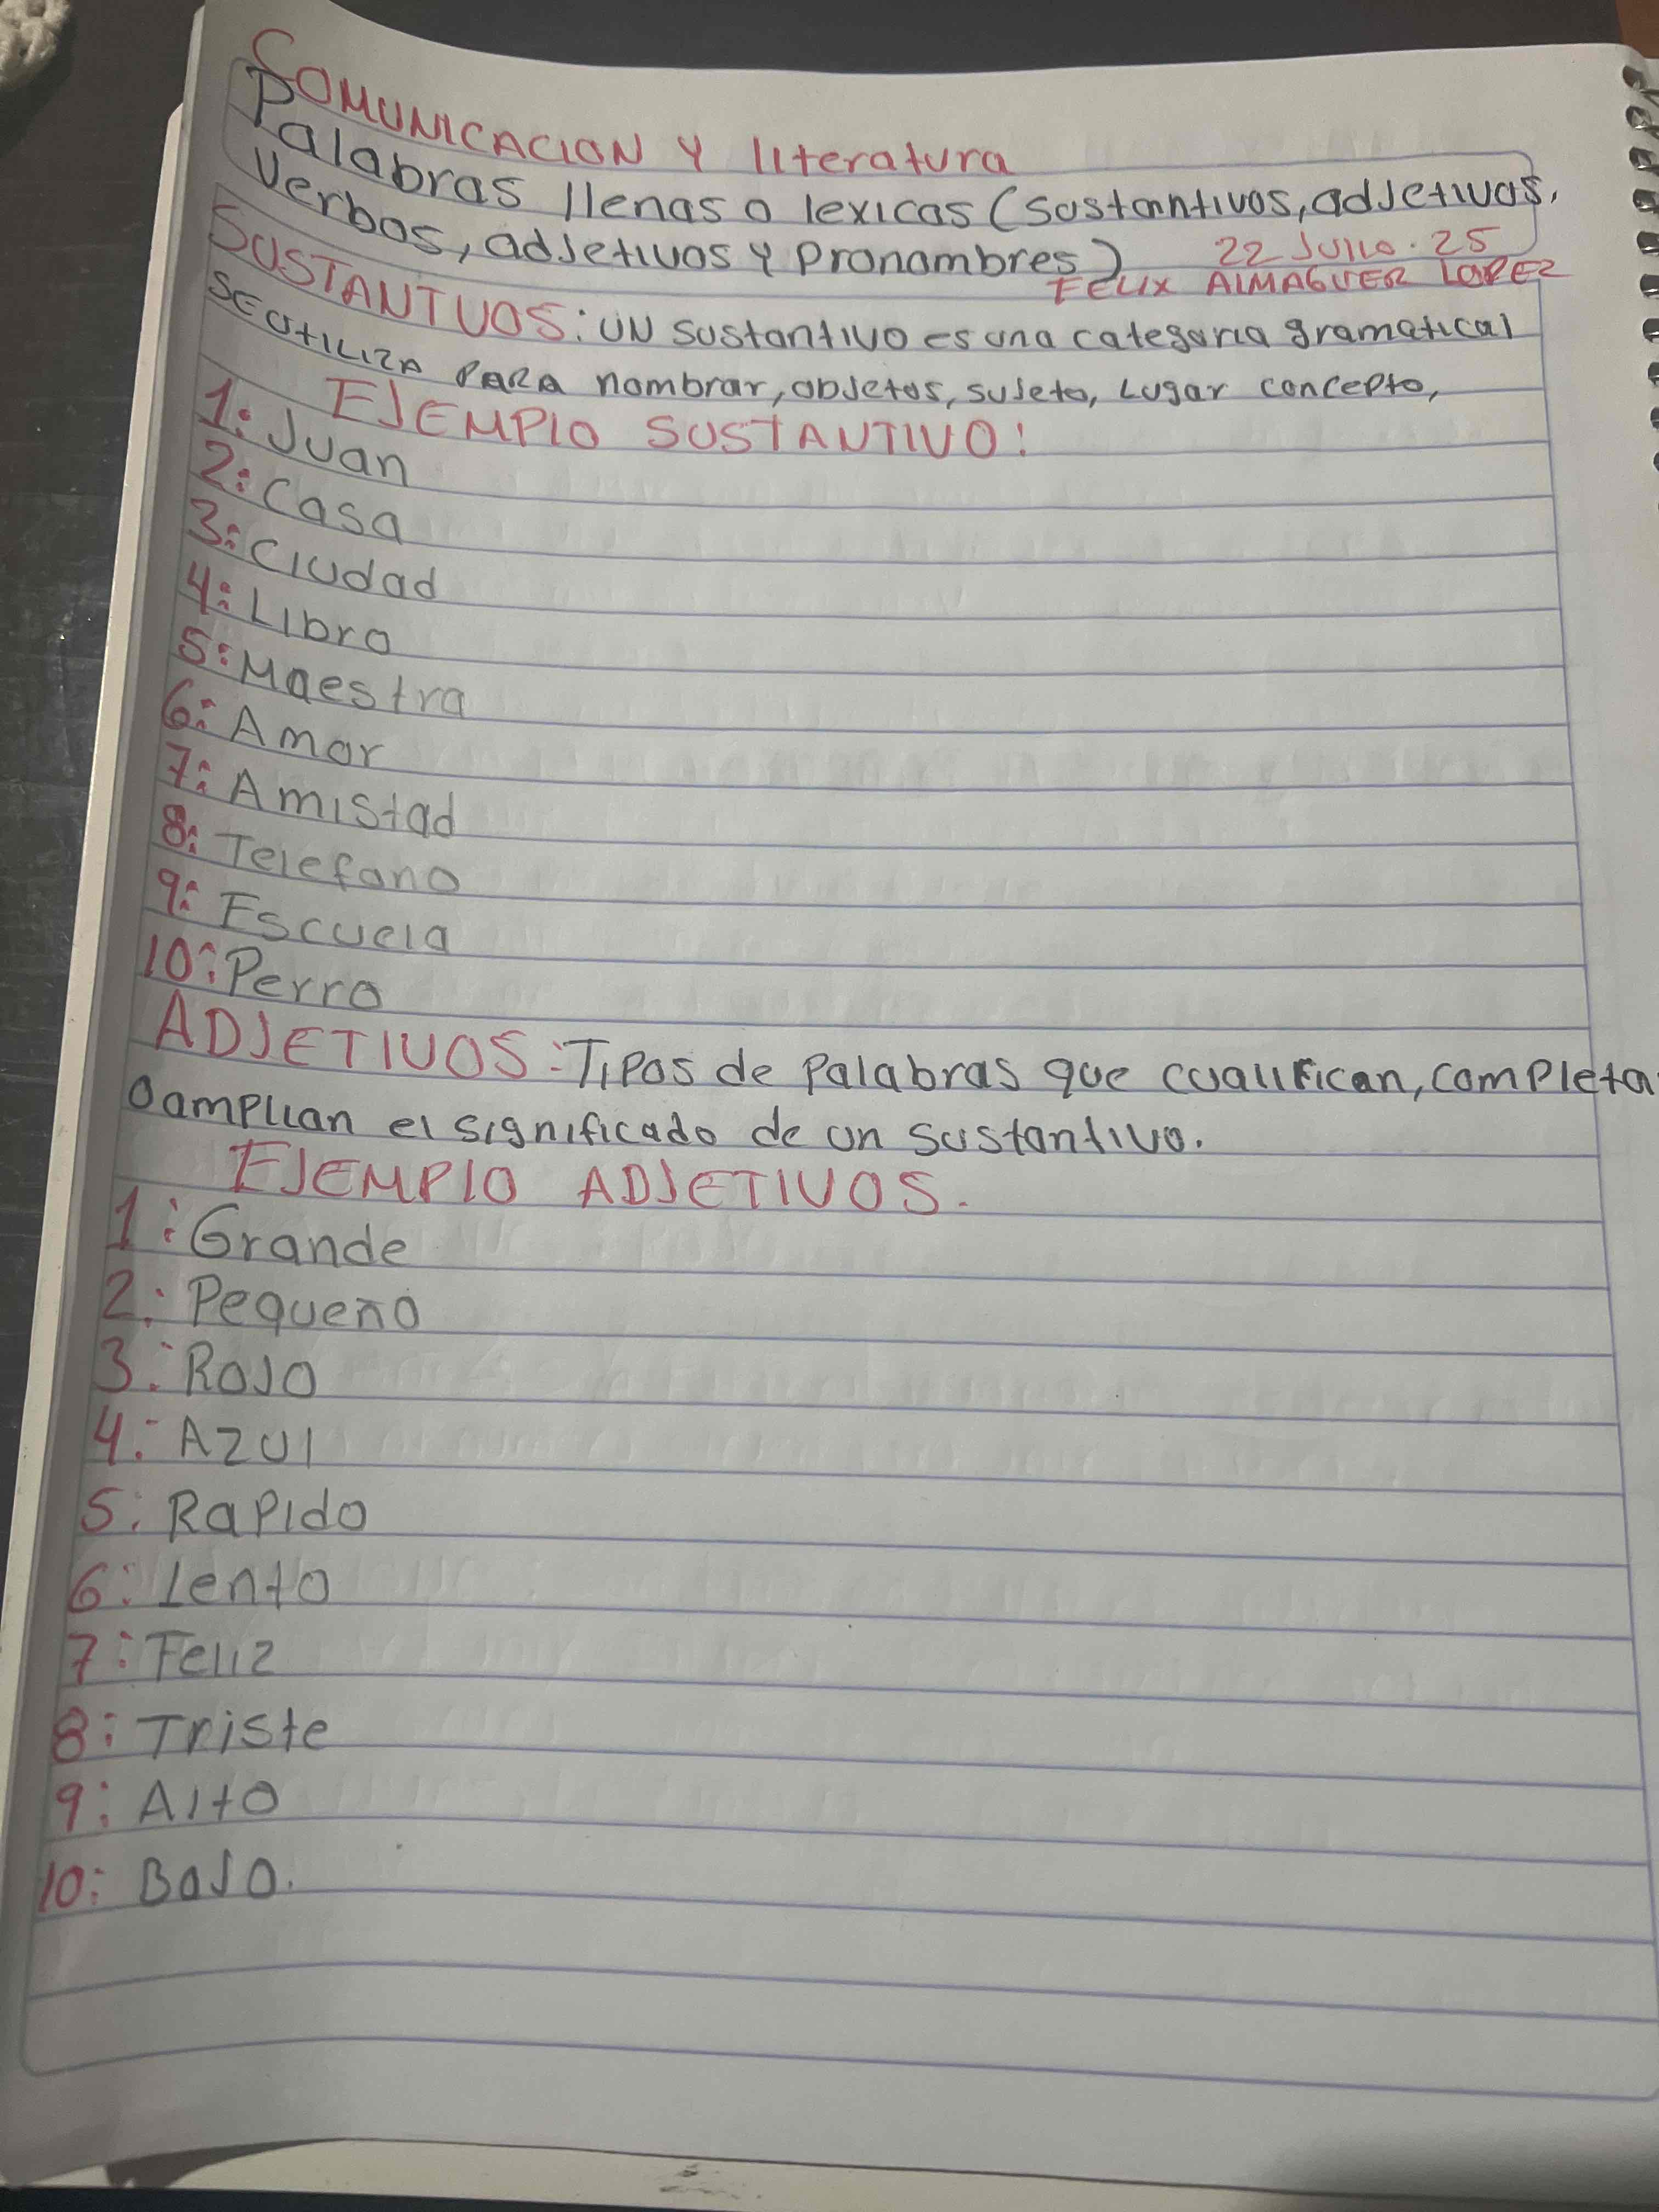 COMUNICACION Y literatura
Palabras llenas o lexicas (sustanntivos, adjetivos,
Verbos, adjetivos y pronombres)
22 Julio. 25
FELIX ALMAGUER LOPEZ
SUSTANTVOS: UN sustantivo es una categoria gramatical
SE UTILIZA PARA nombrar, objetos, sujeto, Lugar concepto,
EJEMPlO SUSTANTIVO:
1: Juan
2: Casa
3: Ciudad
4: Libro
5: Maestra
6: Amor
7: Amistad
8: Telefono
9: Escuela
10: Perro
ADJETIVOS: Tipos de Palabras que cualifican, completa
o amplian el significado de un sustantivo.
EJEMPlO ADJETIVOS.
1: Grande
2: Pequeño
3: Rojo
4: Azul
5: Rapido
6: Lento
7: Feliz
8: Triste
9: Alto
10: Bajo.